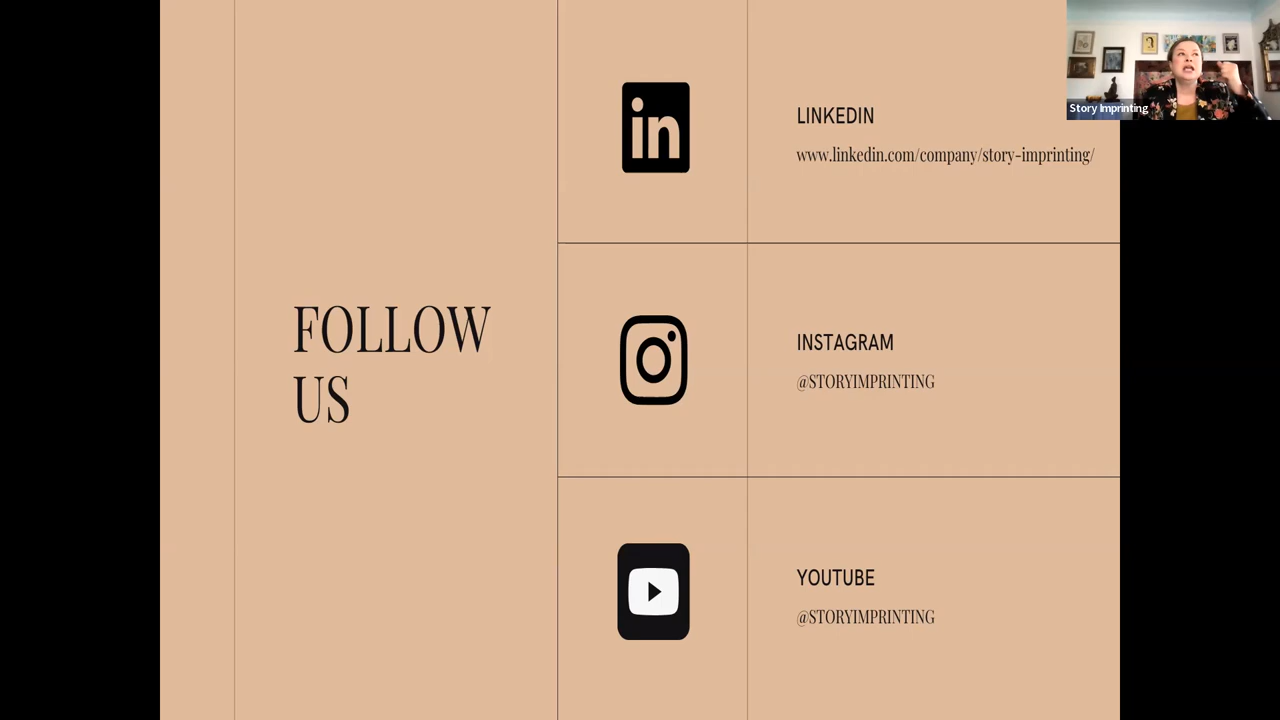 FOLLOW
US
in
LINKEDIN
www.linkedin.com/company/story-imprinting/
INSTAGRAM
@STORYIMPRINTING
YOUTUBE
@STORYIMPRINTING
Story Imprinting